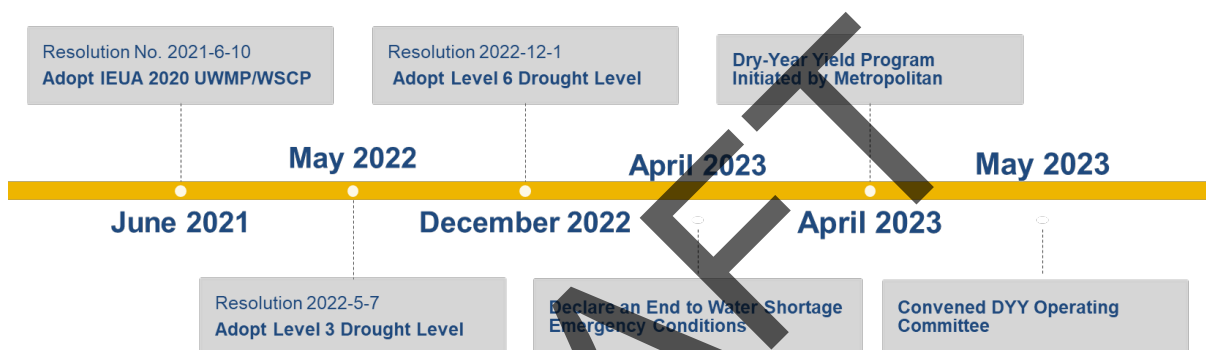 Resolution No. 2021-6-10
Adopt IEUA 2020 UWMP/WSCP
Resolution 2022-12-1
Adopt Level 6 Drought Level
Dry-Year Yield Program
Initiated by Metropolitan
May 2022
April 2023
May 2023
June 2021
December 2022
April 2023
Resolution 2022-5-7
Adopt Level 3 Drought Level
Declare an End to Water Shortage
Emergency Conditions
Convened DYY Operating
Committee